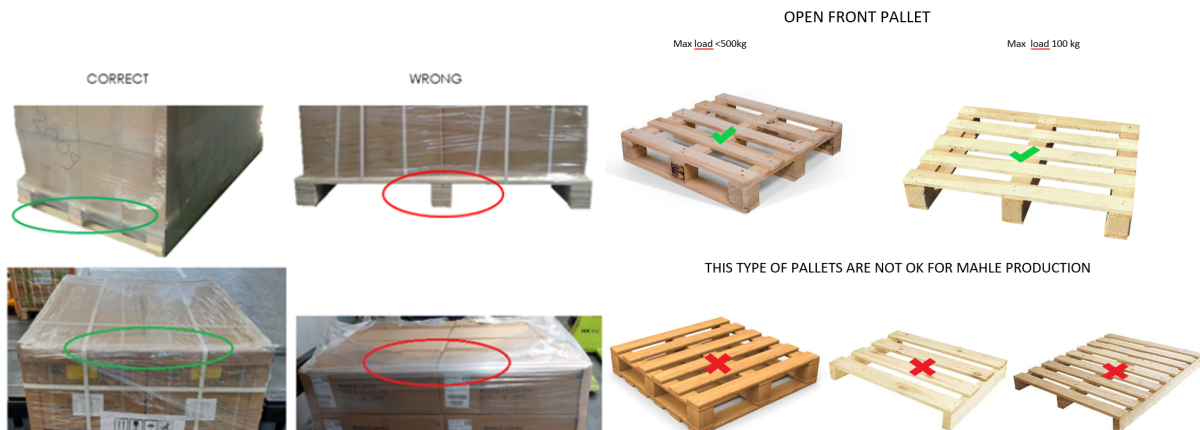 OPEN FRONT PALLET
Max load <500kg
Max load 100 kg
CORRECT
WRONG
THIS TYPE OF PALLETS ARE NOT OK FOR MAHLE PRODUCTION